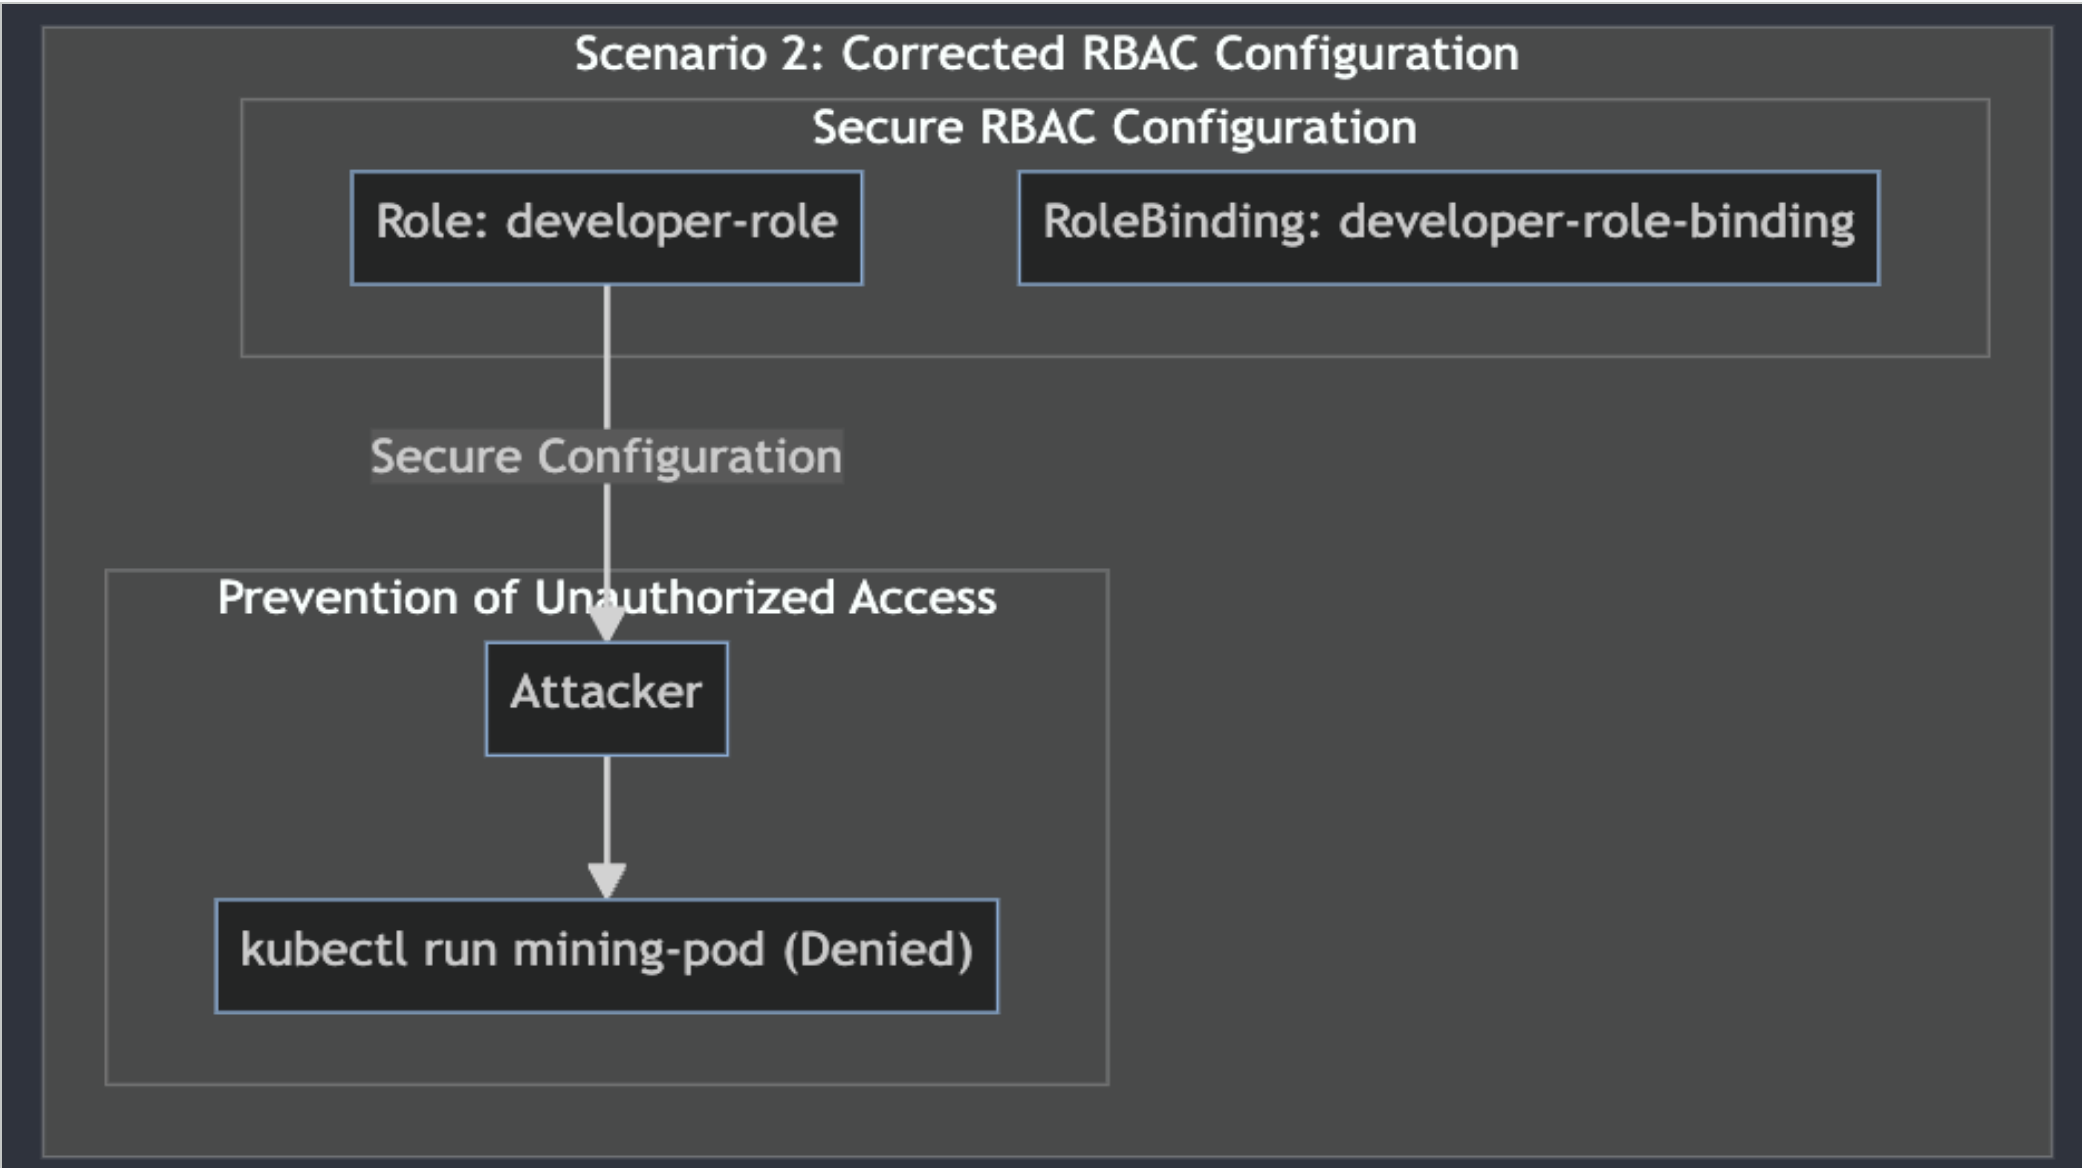 Scenario 2: Corrected RBAC Configuration
Secure RBAC Configuration
Role: developer-role
RoleBinding: developer-role-binding
Secure Configuration
Prevention of Unauthorized Access
Attacker
kubectl run mining-pod (Denied)